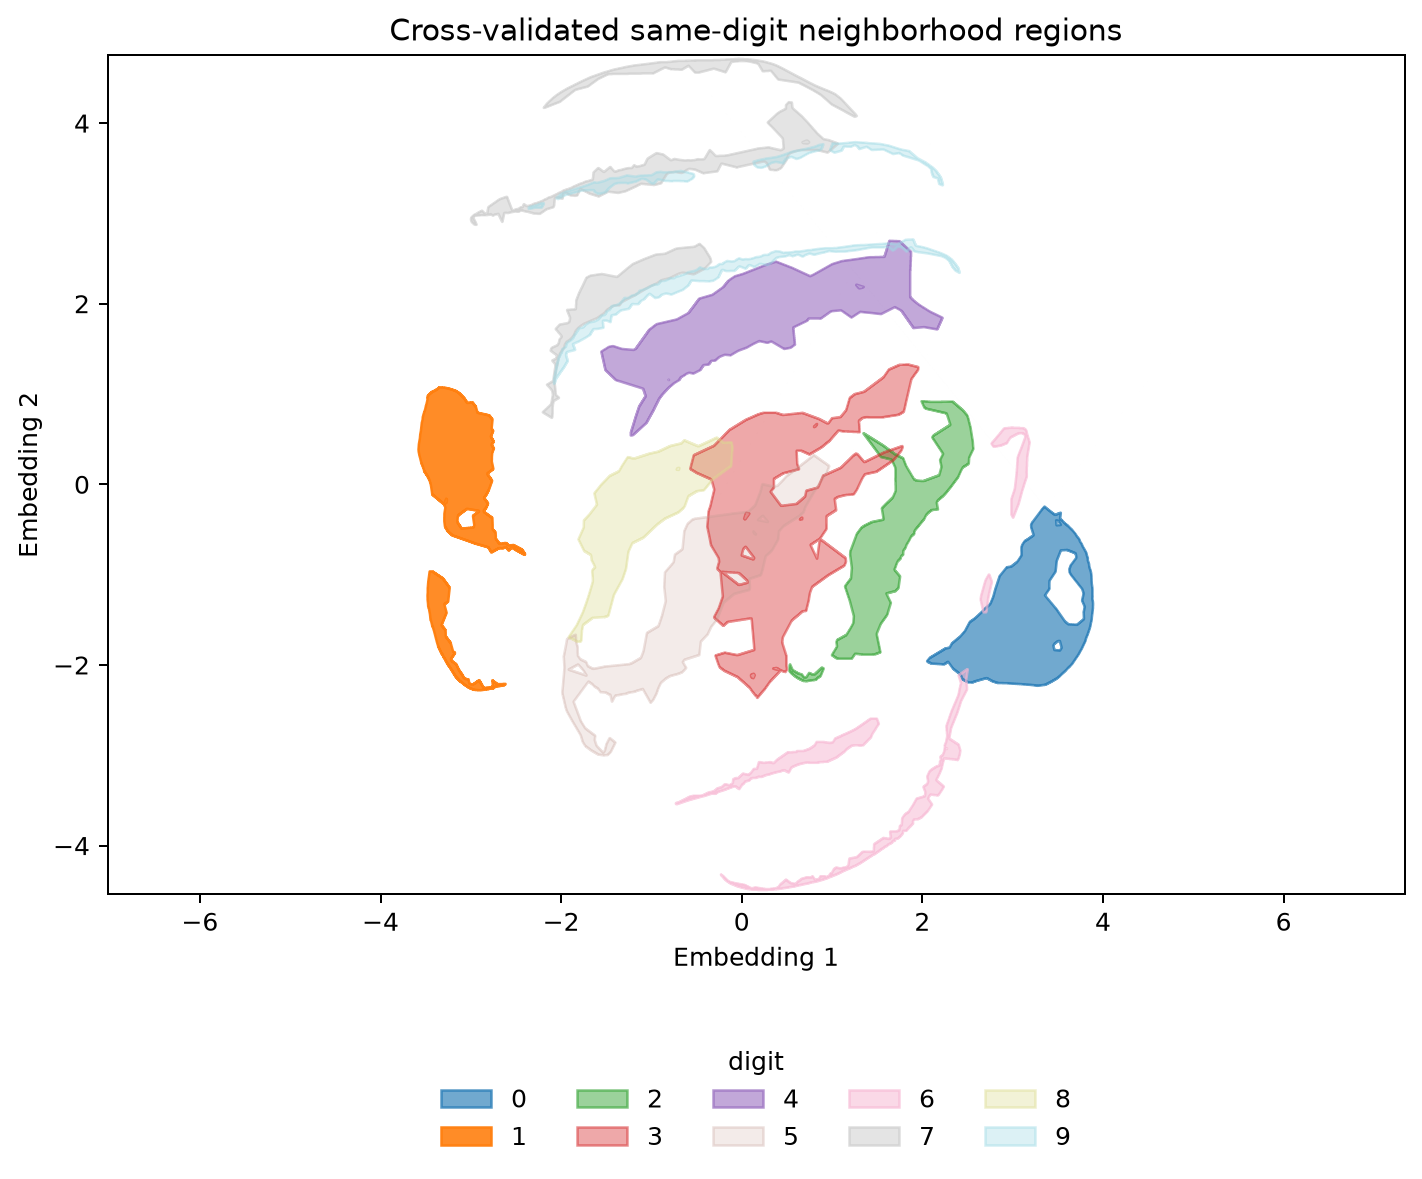 Cross-validated same-digit neighborhood regions
4
2
0
−2
−4
Embedding 2
−6 −4 −2 0 2 4 6
Embedding 1
digit
0 2 4 6 8
1 3 5 7 9